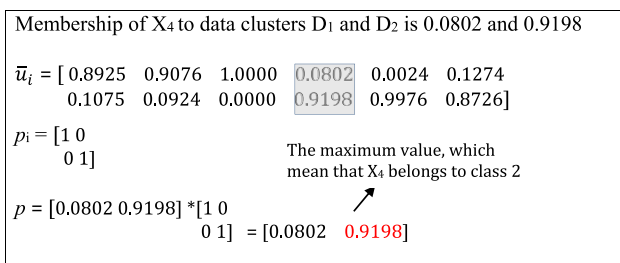 Membership of X₄ to data clusters D₁ and D₂ is 0.0802 and 0.9198
ūᵢ = [ 0.8925 0.9076 1.0000 0.0802 0.0024 0.1274
0.1075 0.0924 0.0000 0.9198 0.9976 0.8726]
pᵢ = [1 0
0 1]
The maximum value, which
mean that X₄ belongs to class 2
p = [0.0802 0.9198] *[1 0
0 1] = [0.0802 0.9198]